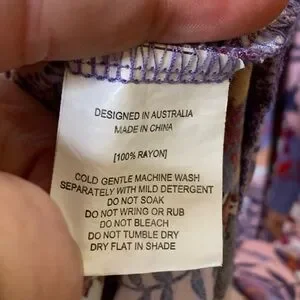 DESIGNED IN AUSTRALIA
MADE IN CHINA
[100% RAYON]
COLD GENTLE MACHINE WASH
SEPARATELY WITH MILD DETERGENT
DO NOT SOAK
DO NOT WRING OR RUB
DO NOT BLEACH
DO NOT TUMBLE DRY
DRY FLAT IN SHADE